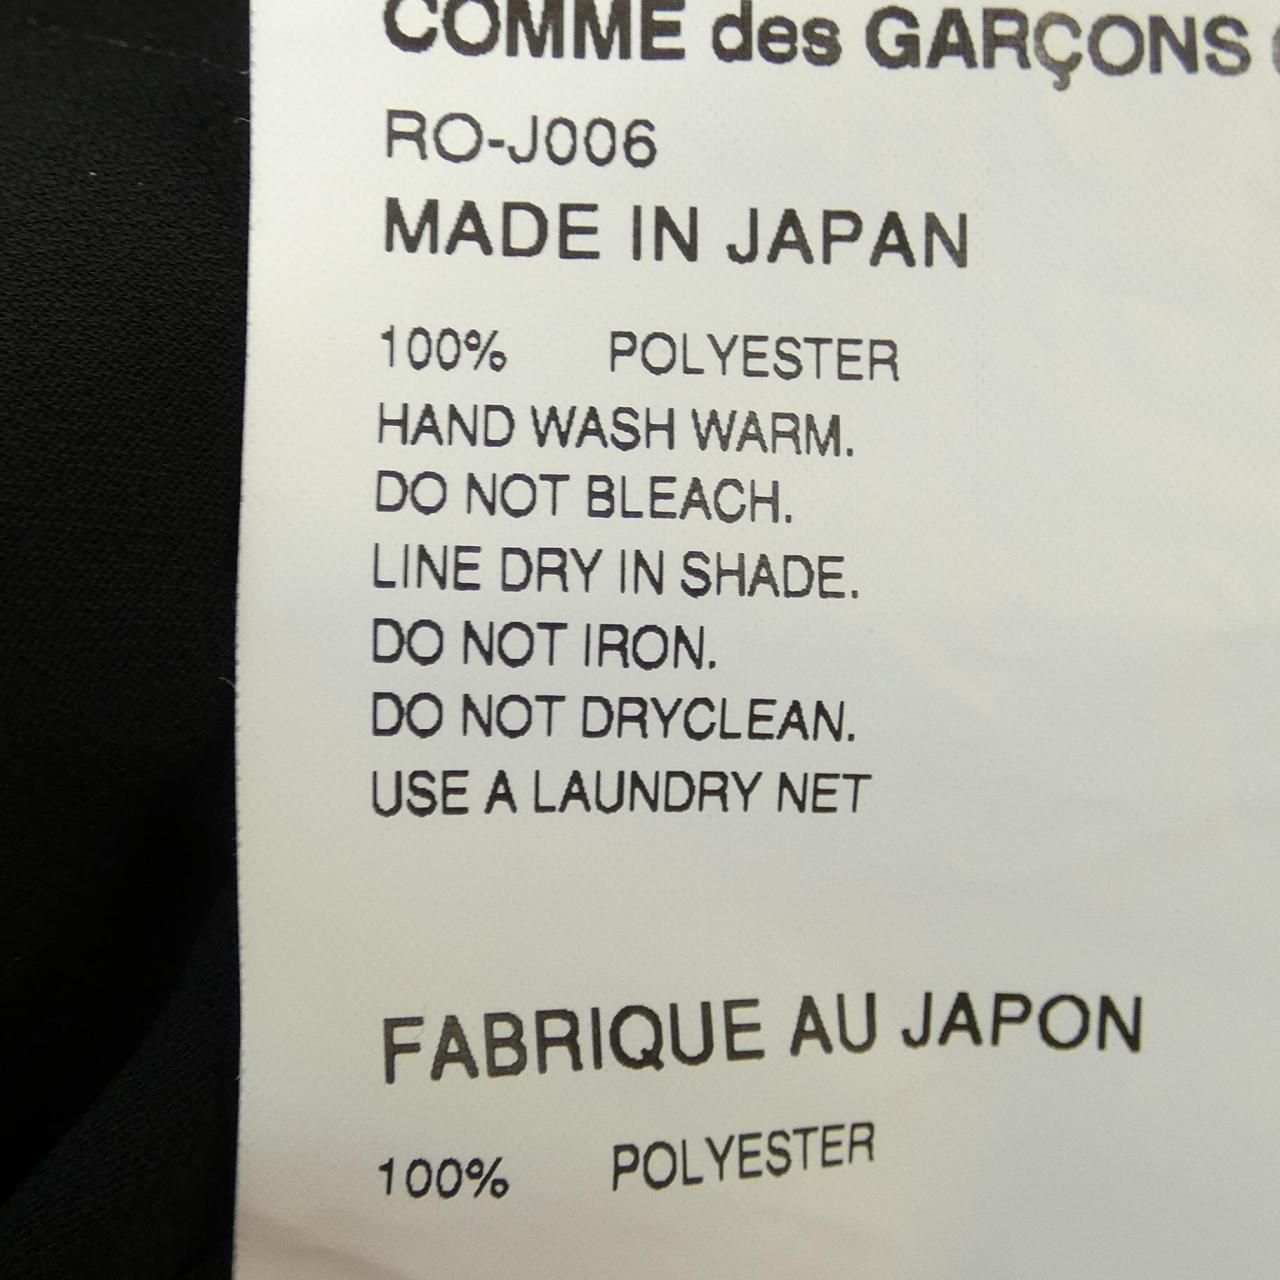 COMME des GARÇONS
RO-J006
MADE IN JAPAN
100% POLYESTER
HAND WASH WARM.
DO NOT BLEACH.
LINE DRY IN SHADE.
DO NOT IRON.
DO NOT DRYCLEAN.
USE A LAUNDRY NET
FABRIQUE AU JAPON
100% POLYESTER